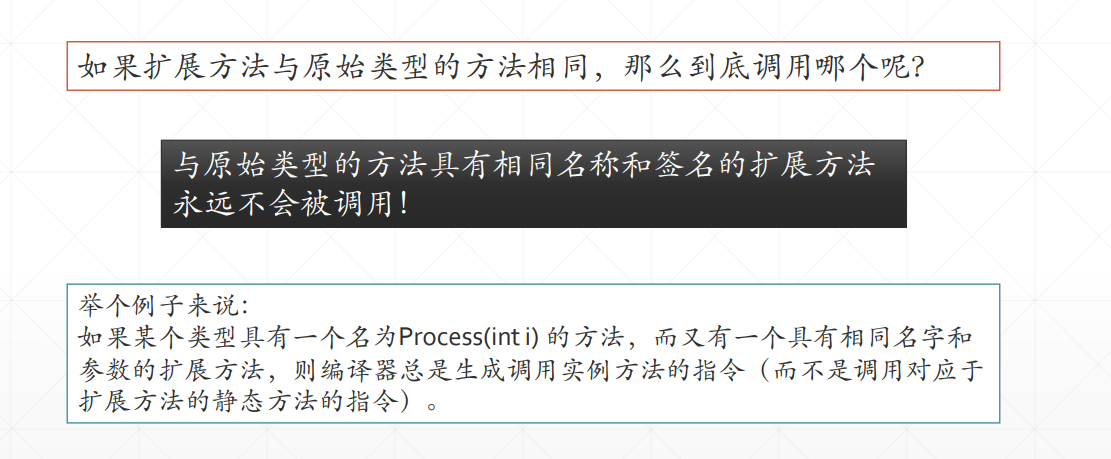 如果扩展方法与原始类型的方法相同，那么到底调用哪个呢？
与原始类型的方法具有相同名称和签名的扩展方法
永远不会被调用！
举个例子来说：
如果某个类型具有一个名为Process(int i) 的方法，而又有一个具有相同名字和
参数的扩展方法，则编译器总是生成调用实例方法的指令（而不是调用对应于
扩展方法的静态方法的指令）。